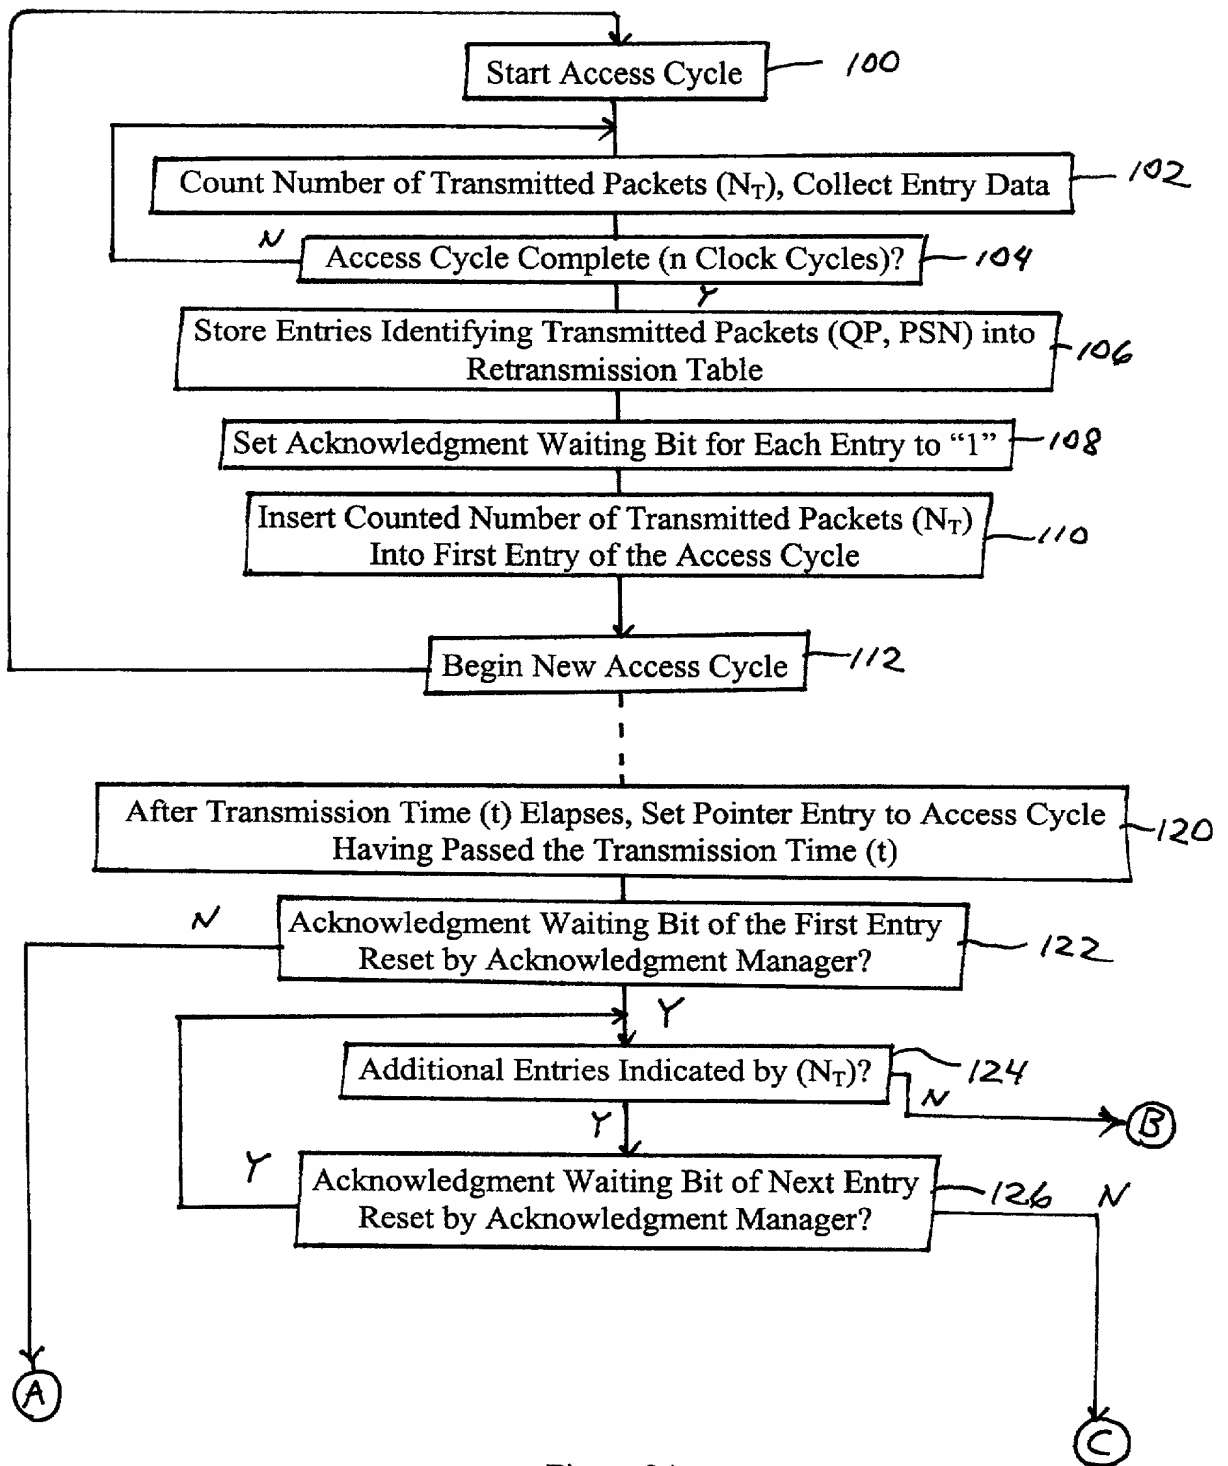 Start Access Cycle
100
Count Number of Transmitted Packets (NT), Collect Entry Data
102
N
Access Cycle Complete (n Clock Cycles)?
104
Y
Store Entries Identifying Transmitted Packets (QP, PSN) into
Retransmission Table
106
Set Acknowledgment Waiting Bit for Each Entry to “1”
108
Insert Counted Number of Transmitted Packets (NT)
Into First Entry of the Access Cycle
110
Begin New Access Cycle
112
After Transmission Time (t) Elapses, Set Pointer Entry to Access Cycle
Having Passed the Transmission Time (t)
120
N
Acknowledgment Waiting Bit of the First Entry
Reset by Acknowledgment Manager?
122
Y
Additional Entries Indicated by (NT)?
124
N
B
Y
Y
Acknowledgment Waiting Bit of Next Entry
Reset by Acknowledgment Manager?
126
N
A
C